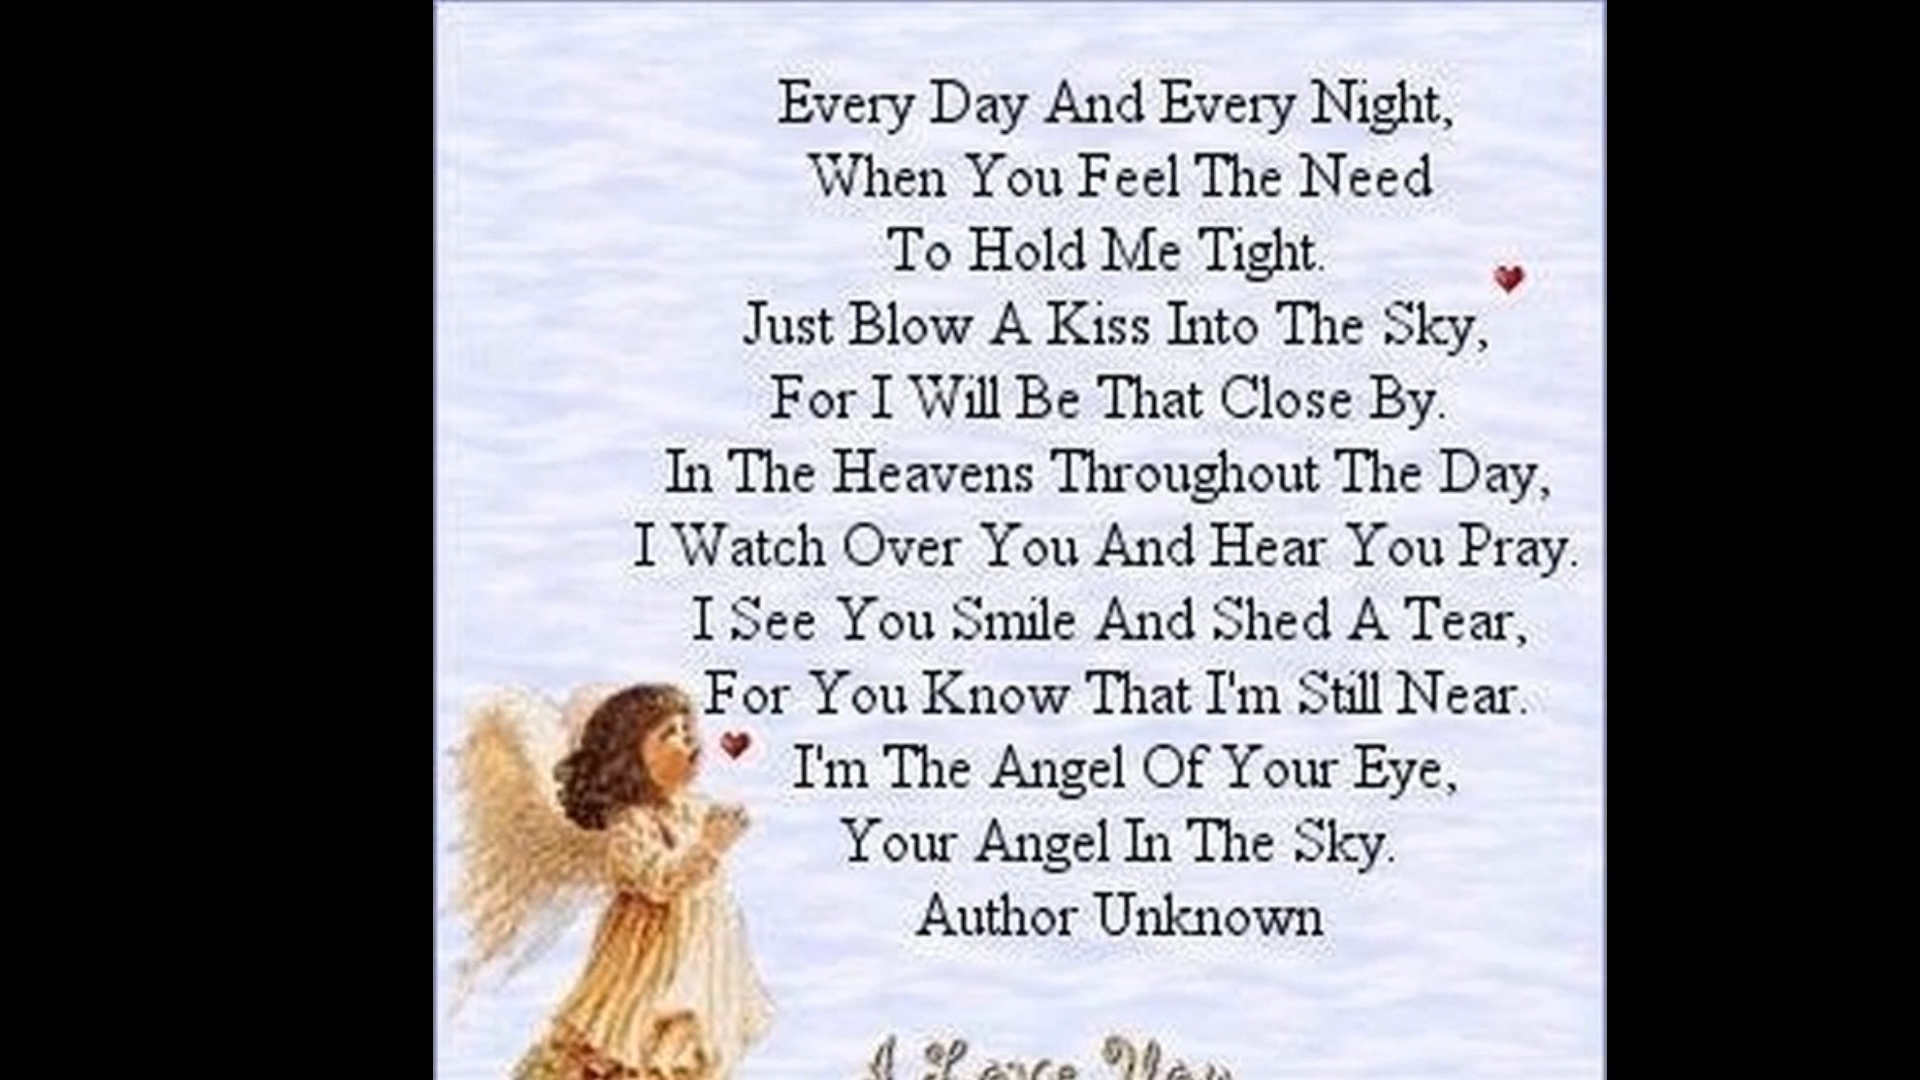 Every Day And Every Night,
When You Feel The Need
To Hold Me Tight.
Just Blow A Kiss Into The Sky,
For I Will Be That Close By.
In The Heavens Throughout The Day,
I Watch Over You And Hear You Pray.
I See You Smile And Shed A Tear,
For You Know That I'm Still Near.
I'm The Angel Of Your Eye,
Your Angel In The Sky.
Author Unknown
I Love You